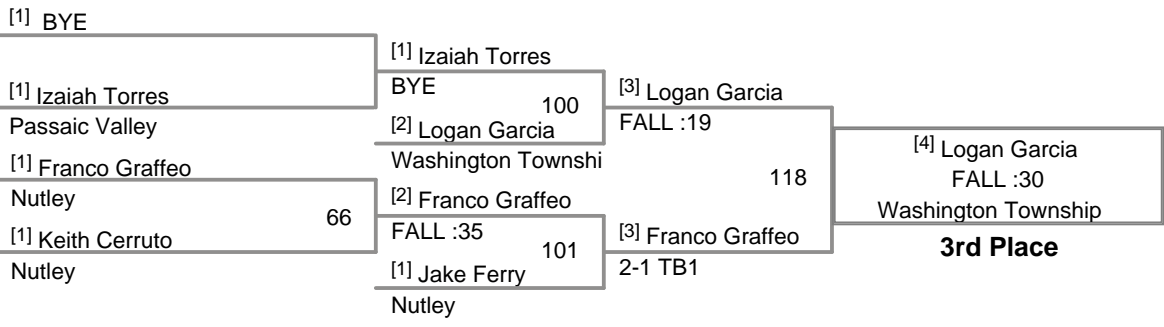 [1] BYE
[1] Izaiah Torres
Passaic Valley
[1] Franco Graffeo
Nutley
66
[1] Keith Cerruto
Nutley
[1] Izaiah Torres
BYE
100
[2] Logan Garcia
Washington Townshi
[2] Franco Graffeo
FALL :35
101
[1] Jake Ferry
Nutley
[3] Logan Garcia
FALL :19
118
[3] Franco Graffeo
2-1 TB1
[4] Logan Garcia
FALL :30
Washington Township
3rd Place